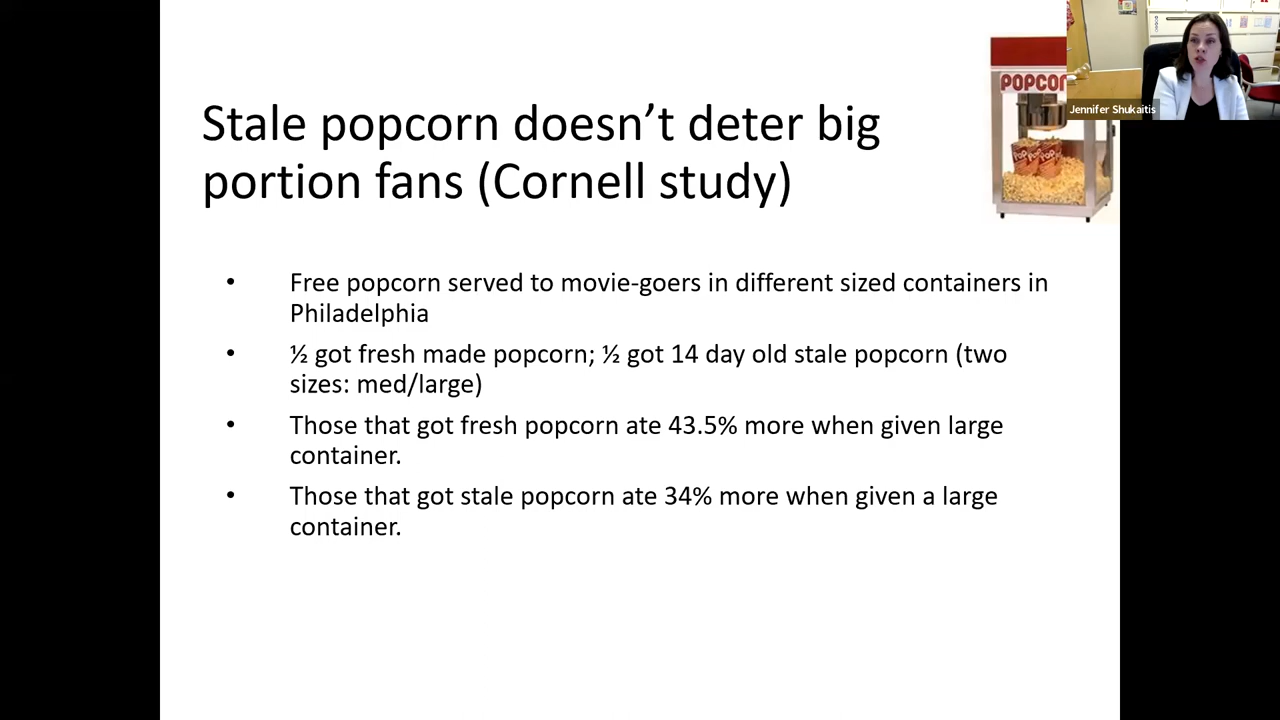 Stale popcorn doesn’t deter big
portion fans (Cornell study)
POPCOR
Jennifer Shukaitis
• Free popcorn served to movie-goers in different sized containers in
Philadelphia
• ½ got fresh made popcorn; ½ got 14 day old stale popcorn (two
sizes: med/large)
• Those that got fresh popcorn ate 43.5% more when given large
container.
• Those that got stale popcorn ate 34% more when given a large
container.